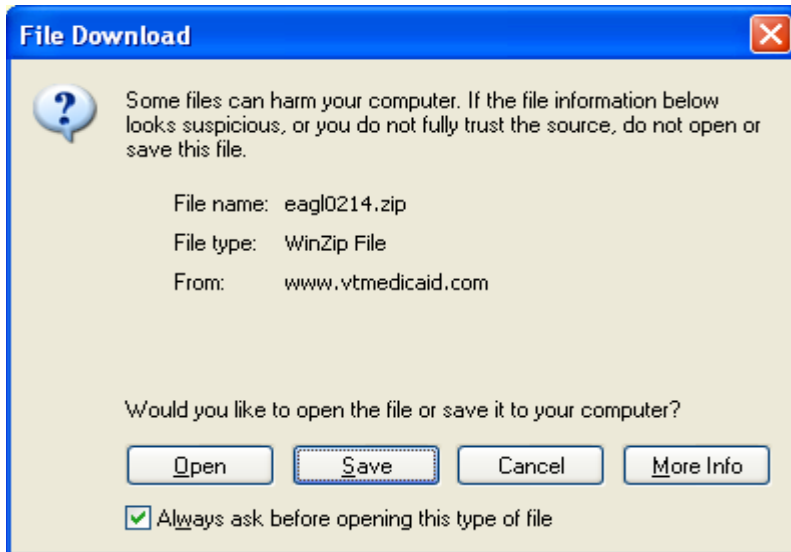 File Download
Some files can harm your computer. If the file information below
looks suspicious, or you do not fully trust the source, do not open or
save this file.
File name: eagl0214.zip
File type: WinZip File
From: www.vtmedicaid.com
Would you like to open the file or save it to your computer?
Open Save Cancel More Info
Always ask before opening this type of file